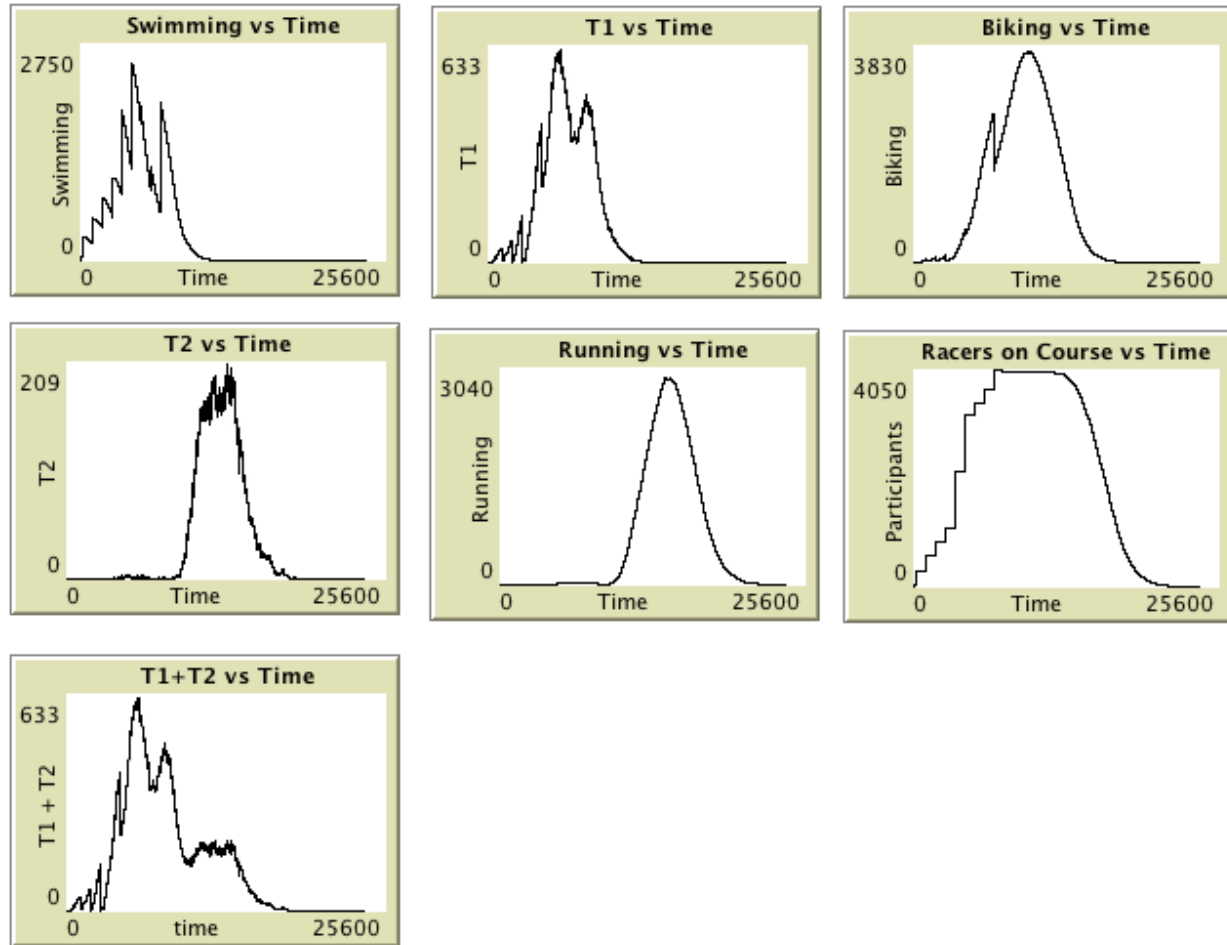 Swimming vs Time
2750
Swimming
0
0 Time 25600
T1 vs Time
633
T1
0
0 Time 25600
Biking vs Time
3830
Biking
0
0 Time 25600
T2 vs Time
209
T2
0
0 Time 25600
Running vs Time
3040
Running
0
0 Time 25600
Racers on Course vs Time
4050
Participants
0
0 Time 25600
T1+T2 vs Time
633
T1 + T2
0
0 time 25600